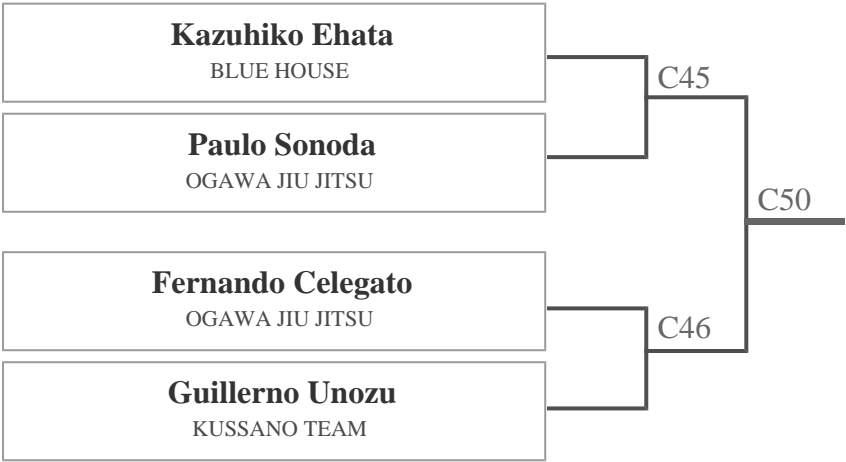 Kazuhiko Ehata
BLUE HOUSE
C45
Paulo Sonoda
OGAWA JIU JITSU
C50
Fernando Celegato
OGAWA JIU JITSU
C46
Guillerno Unozu
KUSSANO TEAM